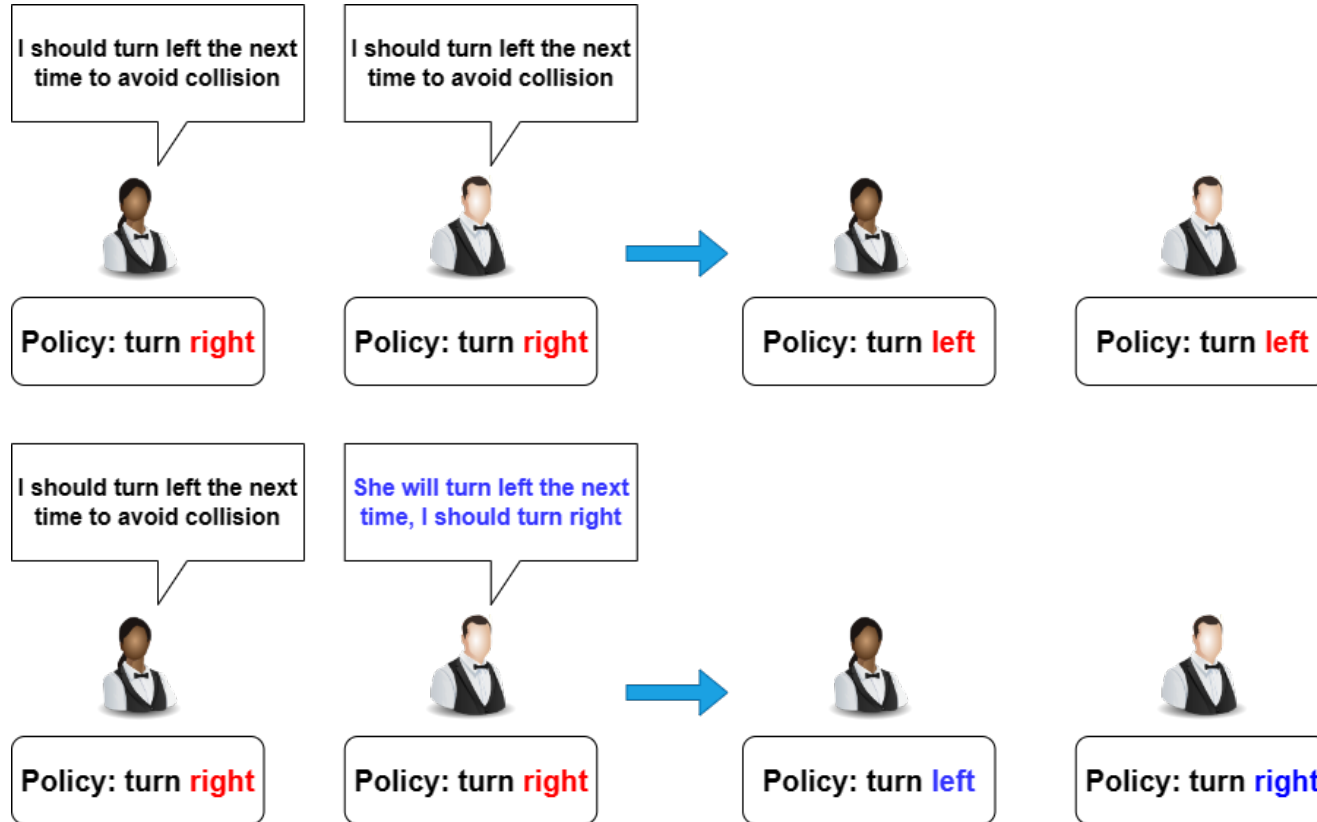 I should turn left the next
time to avoid collision
I should turn left the next
time to avoid collision
Policy: turn right
Policy: turn right
Policy: turn left
Policy: turn left
I should turn left the next
time to avoid collision
She will turn left the next
time, I should turn right
Policy: turn right
Policy: turn right
Policy: turn left
Policy: turn right